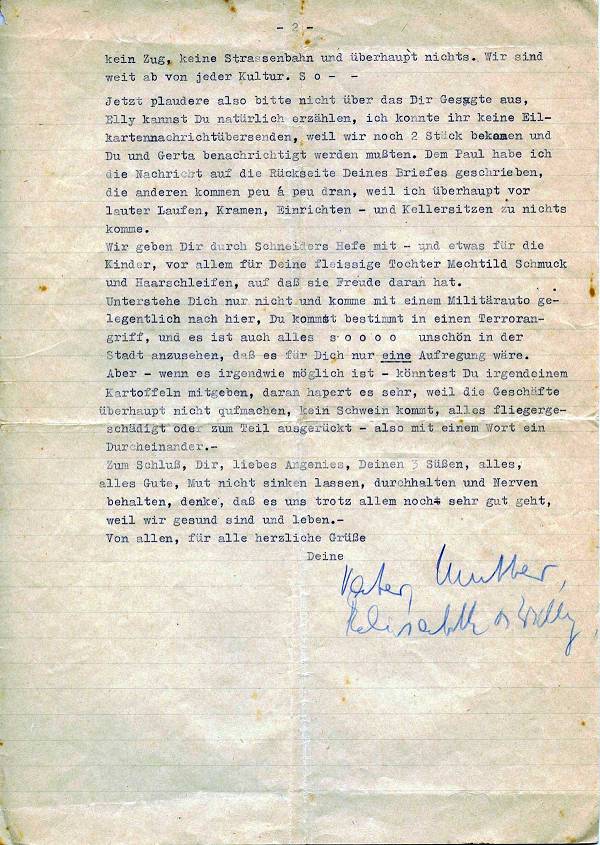 - 2 -
kein Zug, keine Strassenbahn und überhaupt nichts. Wir sind
weit ab von jeder Kultur. S o - -
Jetzt plaudere also bitte nicht über das Dir Gesagte aus,
Elly kannst Du natürlich erzählen, ich konnte ihr keine Eil-
kartennachrichtübersenden, weil wir noch 2 Stück bekamen und
Du und Gerta benachrichtigt werden mußten. Dem Paul habe ich
die Nachricht auf die Rückseite Deines Briefes geschrieben,
die anderen kommen peu á peu dran, weil ich überhaupt vor
lauter Laufen, Kramen, Einrichten - und Kellersitzen zu nichts
komme.
Wir geben Dir durch Schneiders Hefe mit - und etwas für die
Kinder, vor allem für Deine fleissige Tochter Mechtild Schmuck
und Haarschleifen, auf daß sie Freude daran hat.
Unterstehe Dich nur nicht und komme mit einem Militärauto ge-
legentlich nach hier, Du kommst bestimmt in einen Terroran-
griff, und es ist auch alles s o o o o unschön in der
Stadt anzusehen, daß es für Dich nur eine Aufregung wäre.
Aber - wenn es irgendwie möglich ist - könntest Du irgendeinem
Kartoffeln mitgeben, daran hapert es sehr, weil die Geschäfte
überhaupt nicht qufmachen, kein Schwein kommt, alles fliegerge-
schädigt oder zum Teil ausgerückt - also mit einem Wort ein
Durcheinander.-
Zum Schluß, Dir, liebes Angenies, Deinen 3 Süßen, alles,
alles Gute, Mut nicht sinken lassen, durchhalten und Nerven
behalten, denke, daß es uns trotz allem noch sehr gut geht,
weil wir gesund sind und leben.-
Von allen, für alle herzliche Grüße
Deine
Vater, Mutter,
Elisabeth Willy